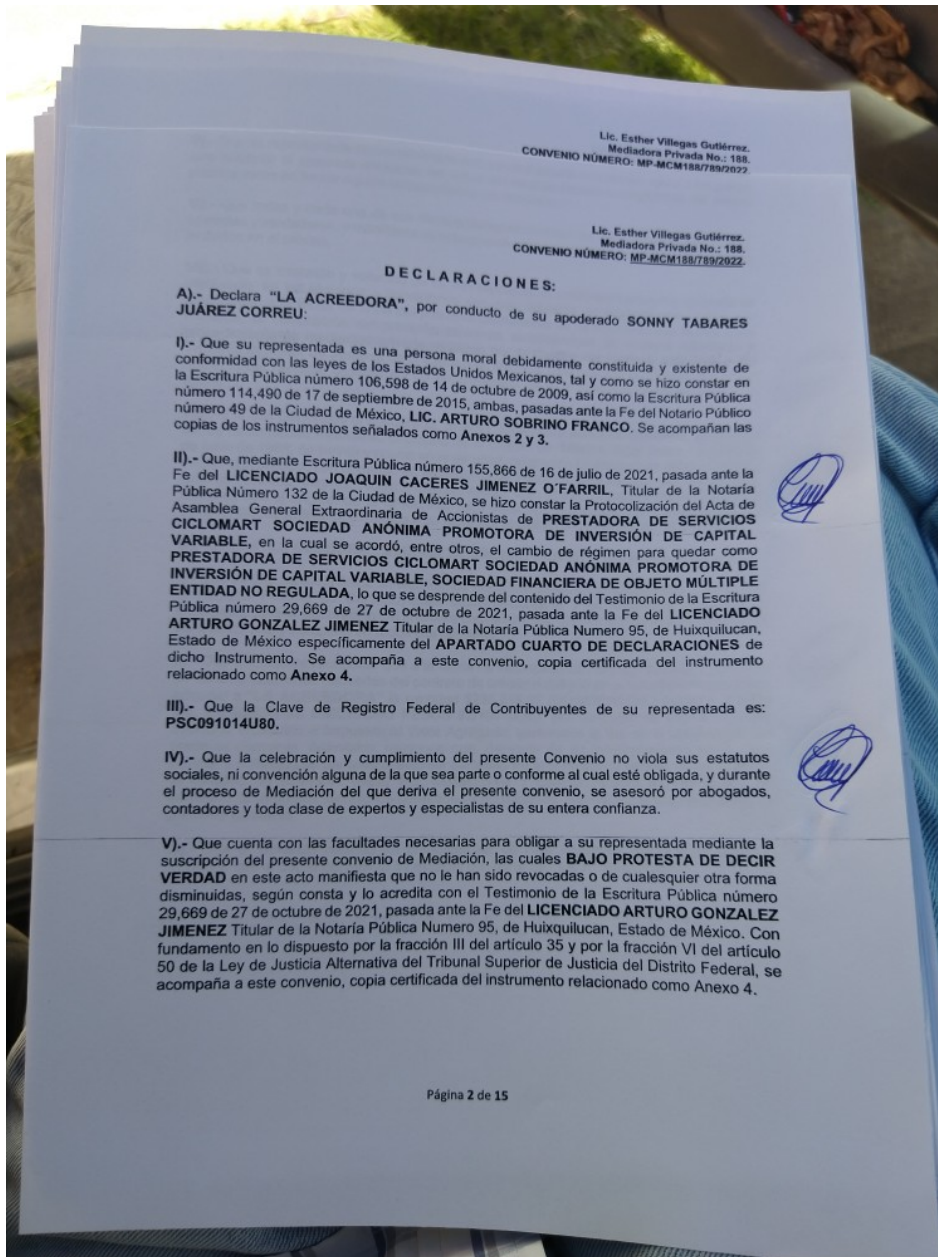 Lic. Esther Villegas Gutiérrez.
Mediadora Privada No.: 188.
CONVENIO NÚMERO: MP-MCM188/789/2022.
Lic. Esther Villegas Gutiérrez.
Mediadora Privada No.: 188.
CONVENIO NÚMERO: MP-MCM188/789/2022.
DECLARACIONES:
A).- Declara “LA ACREEDORA”, por conducto de su apoderado SONNY TABARES
JUÁREZ CORREU:
I).- Que su representada es una persona moral debidamente constituida y existente de
conformidad con las leyes de los Estados Unidos Mexicanos, tal y como se hizo constar en
la Escritura Pública número 106,598 de 14 de octubre de 2009, así como la Escritura Pública
número 114,490 de 17 de septiembre de 2015, ambas, pasadas ante la Fe del Notario Público
número 49 de la Ciudad de México, LIC. ARTURO SOBRINO FRANCO. Se acompañan las
copias de los instrumentos señalados como Anexos 2 y 3.
II).- Que, mediante Escritura Pública número 155,866 de 16 de julio de 2021, pasada ante la
Fe del LICENCIADO JOAQUIN CACERES JIMENEZ O´FARRIL, Titular de la Notaría
Pública Número 132 de la Ciudad de México, se hizo constar la Protocolización del Acta de
Asamblea General Extraordinaria de Accionistas de PRESTADORA DE SERVICIOS
CICLOMART SOCIEDAD ANÓNIMA PROMOTORA DE INVERSIÓN DE CAPITAL
VARIABLE, en la cual se acordó, entre otros, el cambio de régimen para quedar como
PRESTADORA DE SERVICIOS CICLOMART SOCIEDAD ANÓNIMA PROMOTORA DE
INVERSIÓN DE CAPITAL VARIABLE, SOCIEDAD FINANCIERA DE OBJETO MÚLTIPLE
ENTIDAD NO REGULADA, lo que se desprende del contenido del Testimonio de la Escritura
Pública número 29,669 de 27 de octubre de 2021, pasada ante la Fe del LICENCIADO
ARTURO GONZALEZ JIMENEZ Titular de la Notaría Pública Numero 95, de Huixquilucan,
Estado de México específicamente del APARTADO CUARTO DE DECLARACIONES de
dicho Instrumento. Se acompaña a este convenio, copia certificada del instrumento
relacionado como Anexo 4.
III).- Que la Clave de Registro Federal de Contribuyentes de su representada es:
PSC091014U80.
IV).- Que la celebración y cumplimiento del presente Convenio no viola sus estatutos
sociales, ni convención alguna de la que sea parte o conforme al cual esté obligada, y durante
el proceso de Mediación del que deriva el presente convenio, se asesoró por abogados,
contadores y toda clase de expertos y especialistas de su entera confianza.
V).- Que cuenta con las facultades necesarias para obligar a su representada mediante la
suscripción del presente convenio de Mediación, las cuales BAJO PROTESTA DE DECIR
VERDAD en este acto manifiesta que no le han sido revocadas o de cualesquier otra forma
disminuidas, según consta y lo acredita con el Testimonio de la Escritura Pública número
29,669 de 27 de octubre de 2021, pasada ante la Fe del LICENCIADO ARTURO GONZALEZ
JIMENEZ Titular de la Notaría Pública Numero 95, de Huixquilucan, Estado de México. Con
fundamento en lo dispuesto por la fracción III del artículo 35 y por la fracción VI del artículo
50 de la Ley de Justicia Alternativa del Tribunal Superior de Justicia del Distrito Federal, se
acompaña a este convenio, copia certificada del instrumento relacionado como Anexo 4.
Página 2 de 15